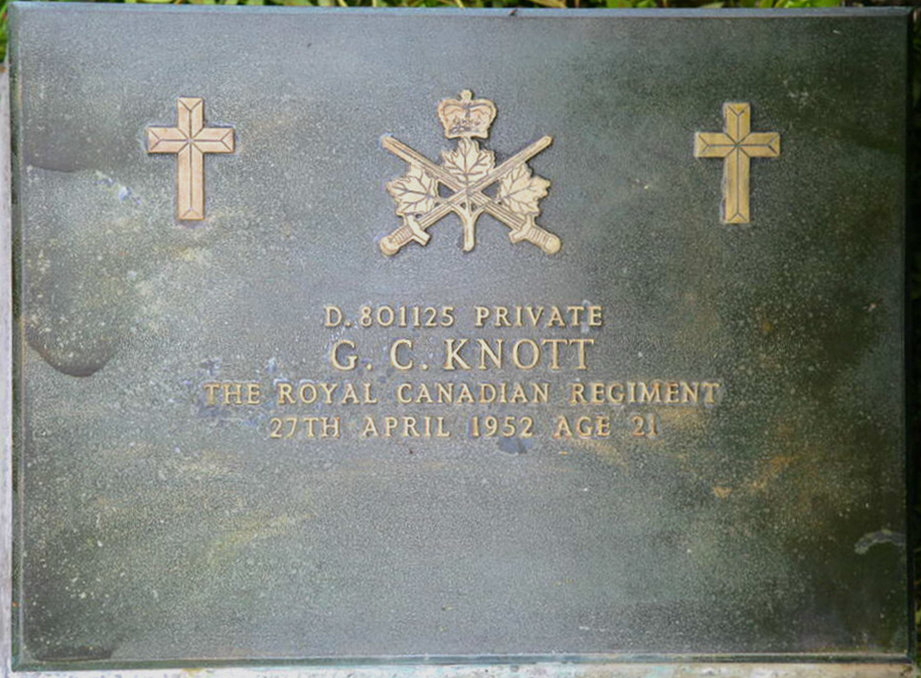 D. 801125 PRIVATE
G. C. KNOTT
THE ROYAL CANADIAN REGIMENT
27TH APRIL 1952 AGE 21